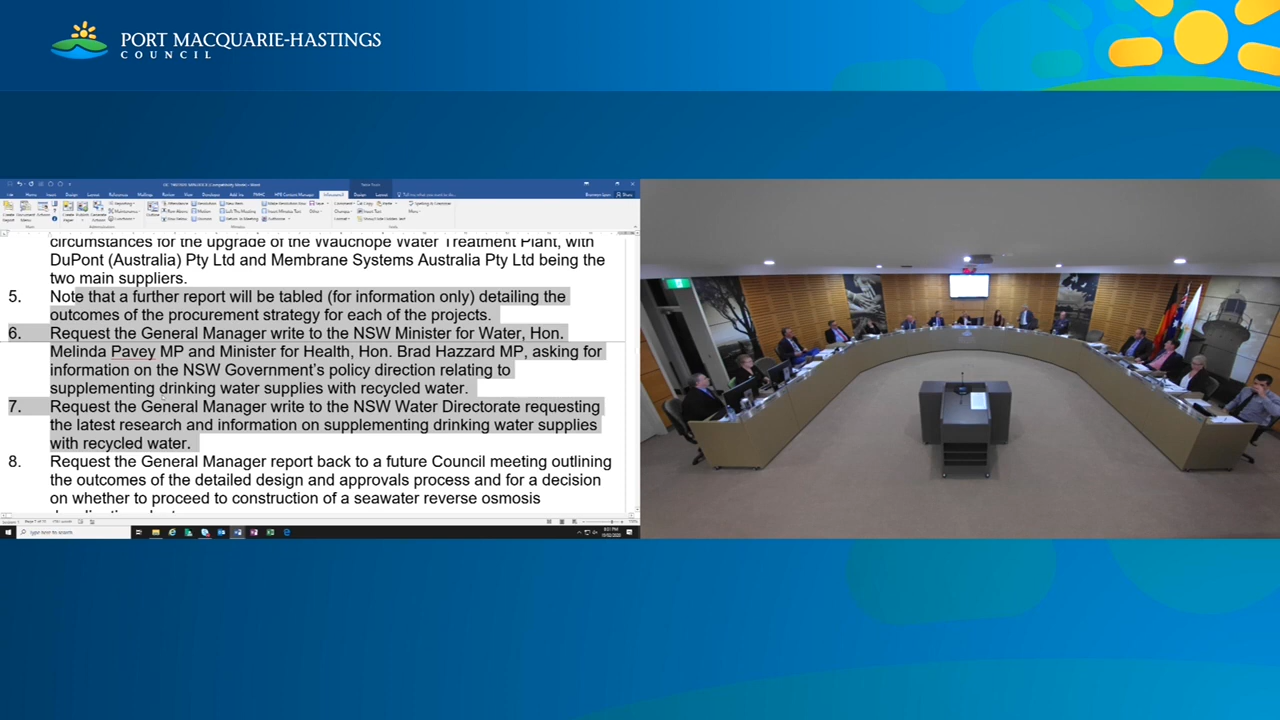 PORT MACQUARIE-HASTINGS
COUNCIL
circumstances for the upgrade of the Wauchope Water Treatment Plant, with
DuPont (Australia) Pty Ltd and Membrane Systems Australia Pty Ltd being the
two main suppliers.
5. Note that a further report will be tabled (for information only) detailing the
outcomes of the procurement strategy for each of the projects.
6. Request the General Manager write to the NSW Minister for Water, Hon.
Melinda Pavey MP and Minister for Health, Hon. Brad Hazzard MP, asking for
information on the NSW Government's policy direction relating to
supplementing drinking water supplies with recycled water.
7. Request the General Manager write to the NSW Water Directorate requesting
the latest research and information on supplementing drinking water supplies
with recycled water.
8. Request the General Manager report back to a future Council meeting outlining
the outcomes of the detailed design and approvals process and for a decision
on whether to proceed to construction of a seawater reverse osmosis
Type here to search